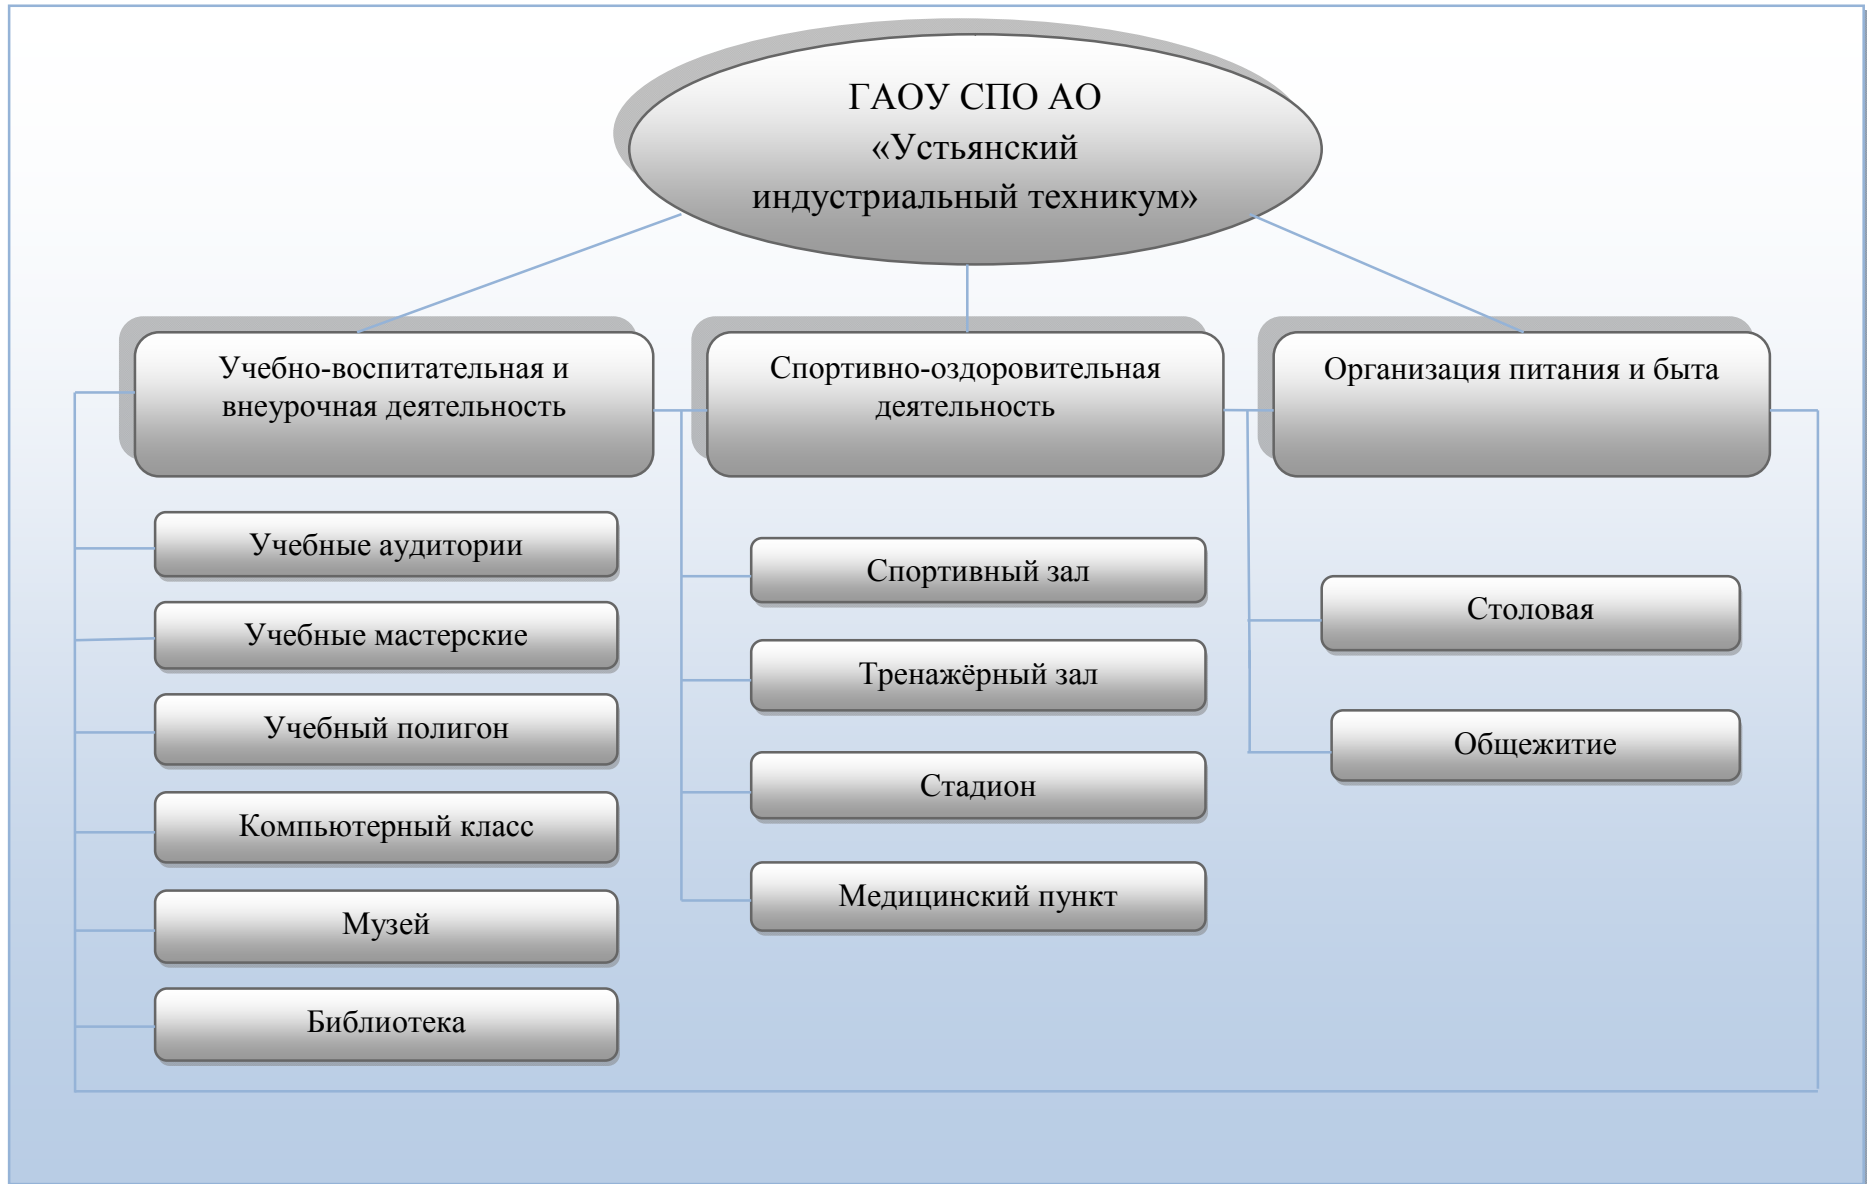 ГАОУ СПО АО
«Устьянский
индустриальный техникум»
Учебно-воспитательная и
внеурочная деятельность
Спортивно-оздоровительная
деятельность
Организация питания и быта
Учебные аудитории
Учебные мастерские
Учебный полигон
Компьютерный класс
Музей
Библиотека
Спортивный зал
Тренажёрный зал
Стадион
Медицинский пункт
Столовая
Общежитие